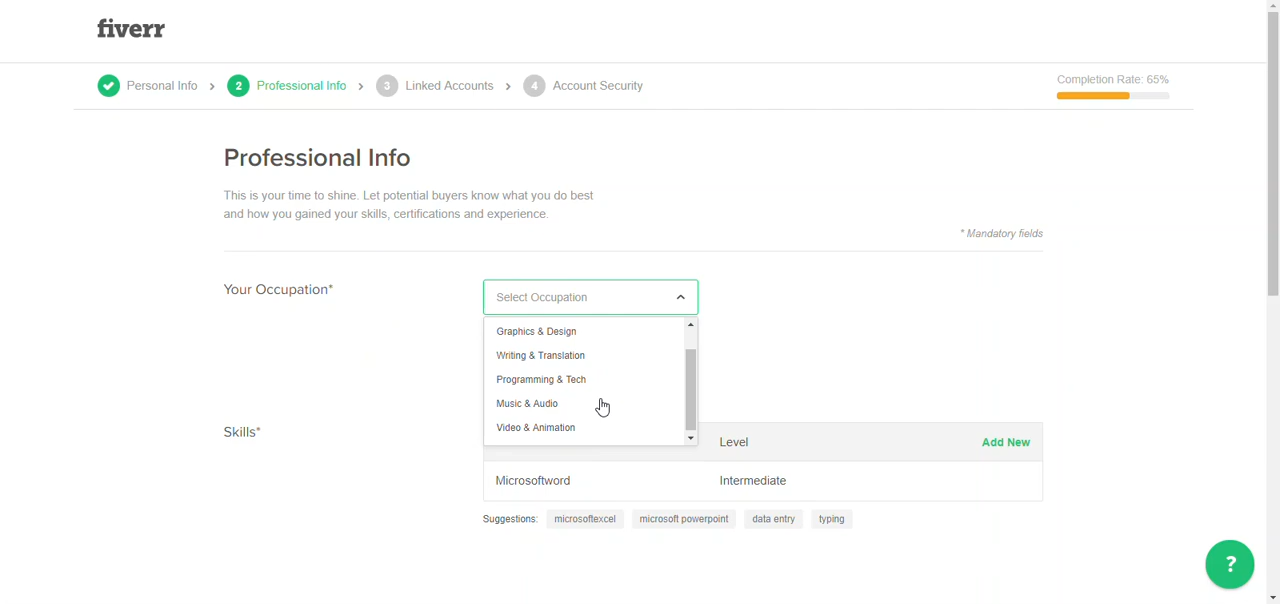 fiverr
Personal Info > 2 Professional Info > 3 Linked Accounts > 4 Account Security
Completion Rate: 65%
Professional Info
This is your time to shine. Let potential buyers know what you do best
and how you gained your skills, certifications and experience.
* Mandatory fields
Your Occupation*
Select Occupation
Graphics & Design
Writing & Translation
Programming & Tech
Music & Audio
Video & Animation
Skills*
Level Add New
Microsoftword Intermediate
Suggestions: microsoftexcel microsoft powerpoint data entry typing
?